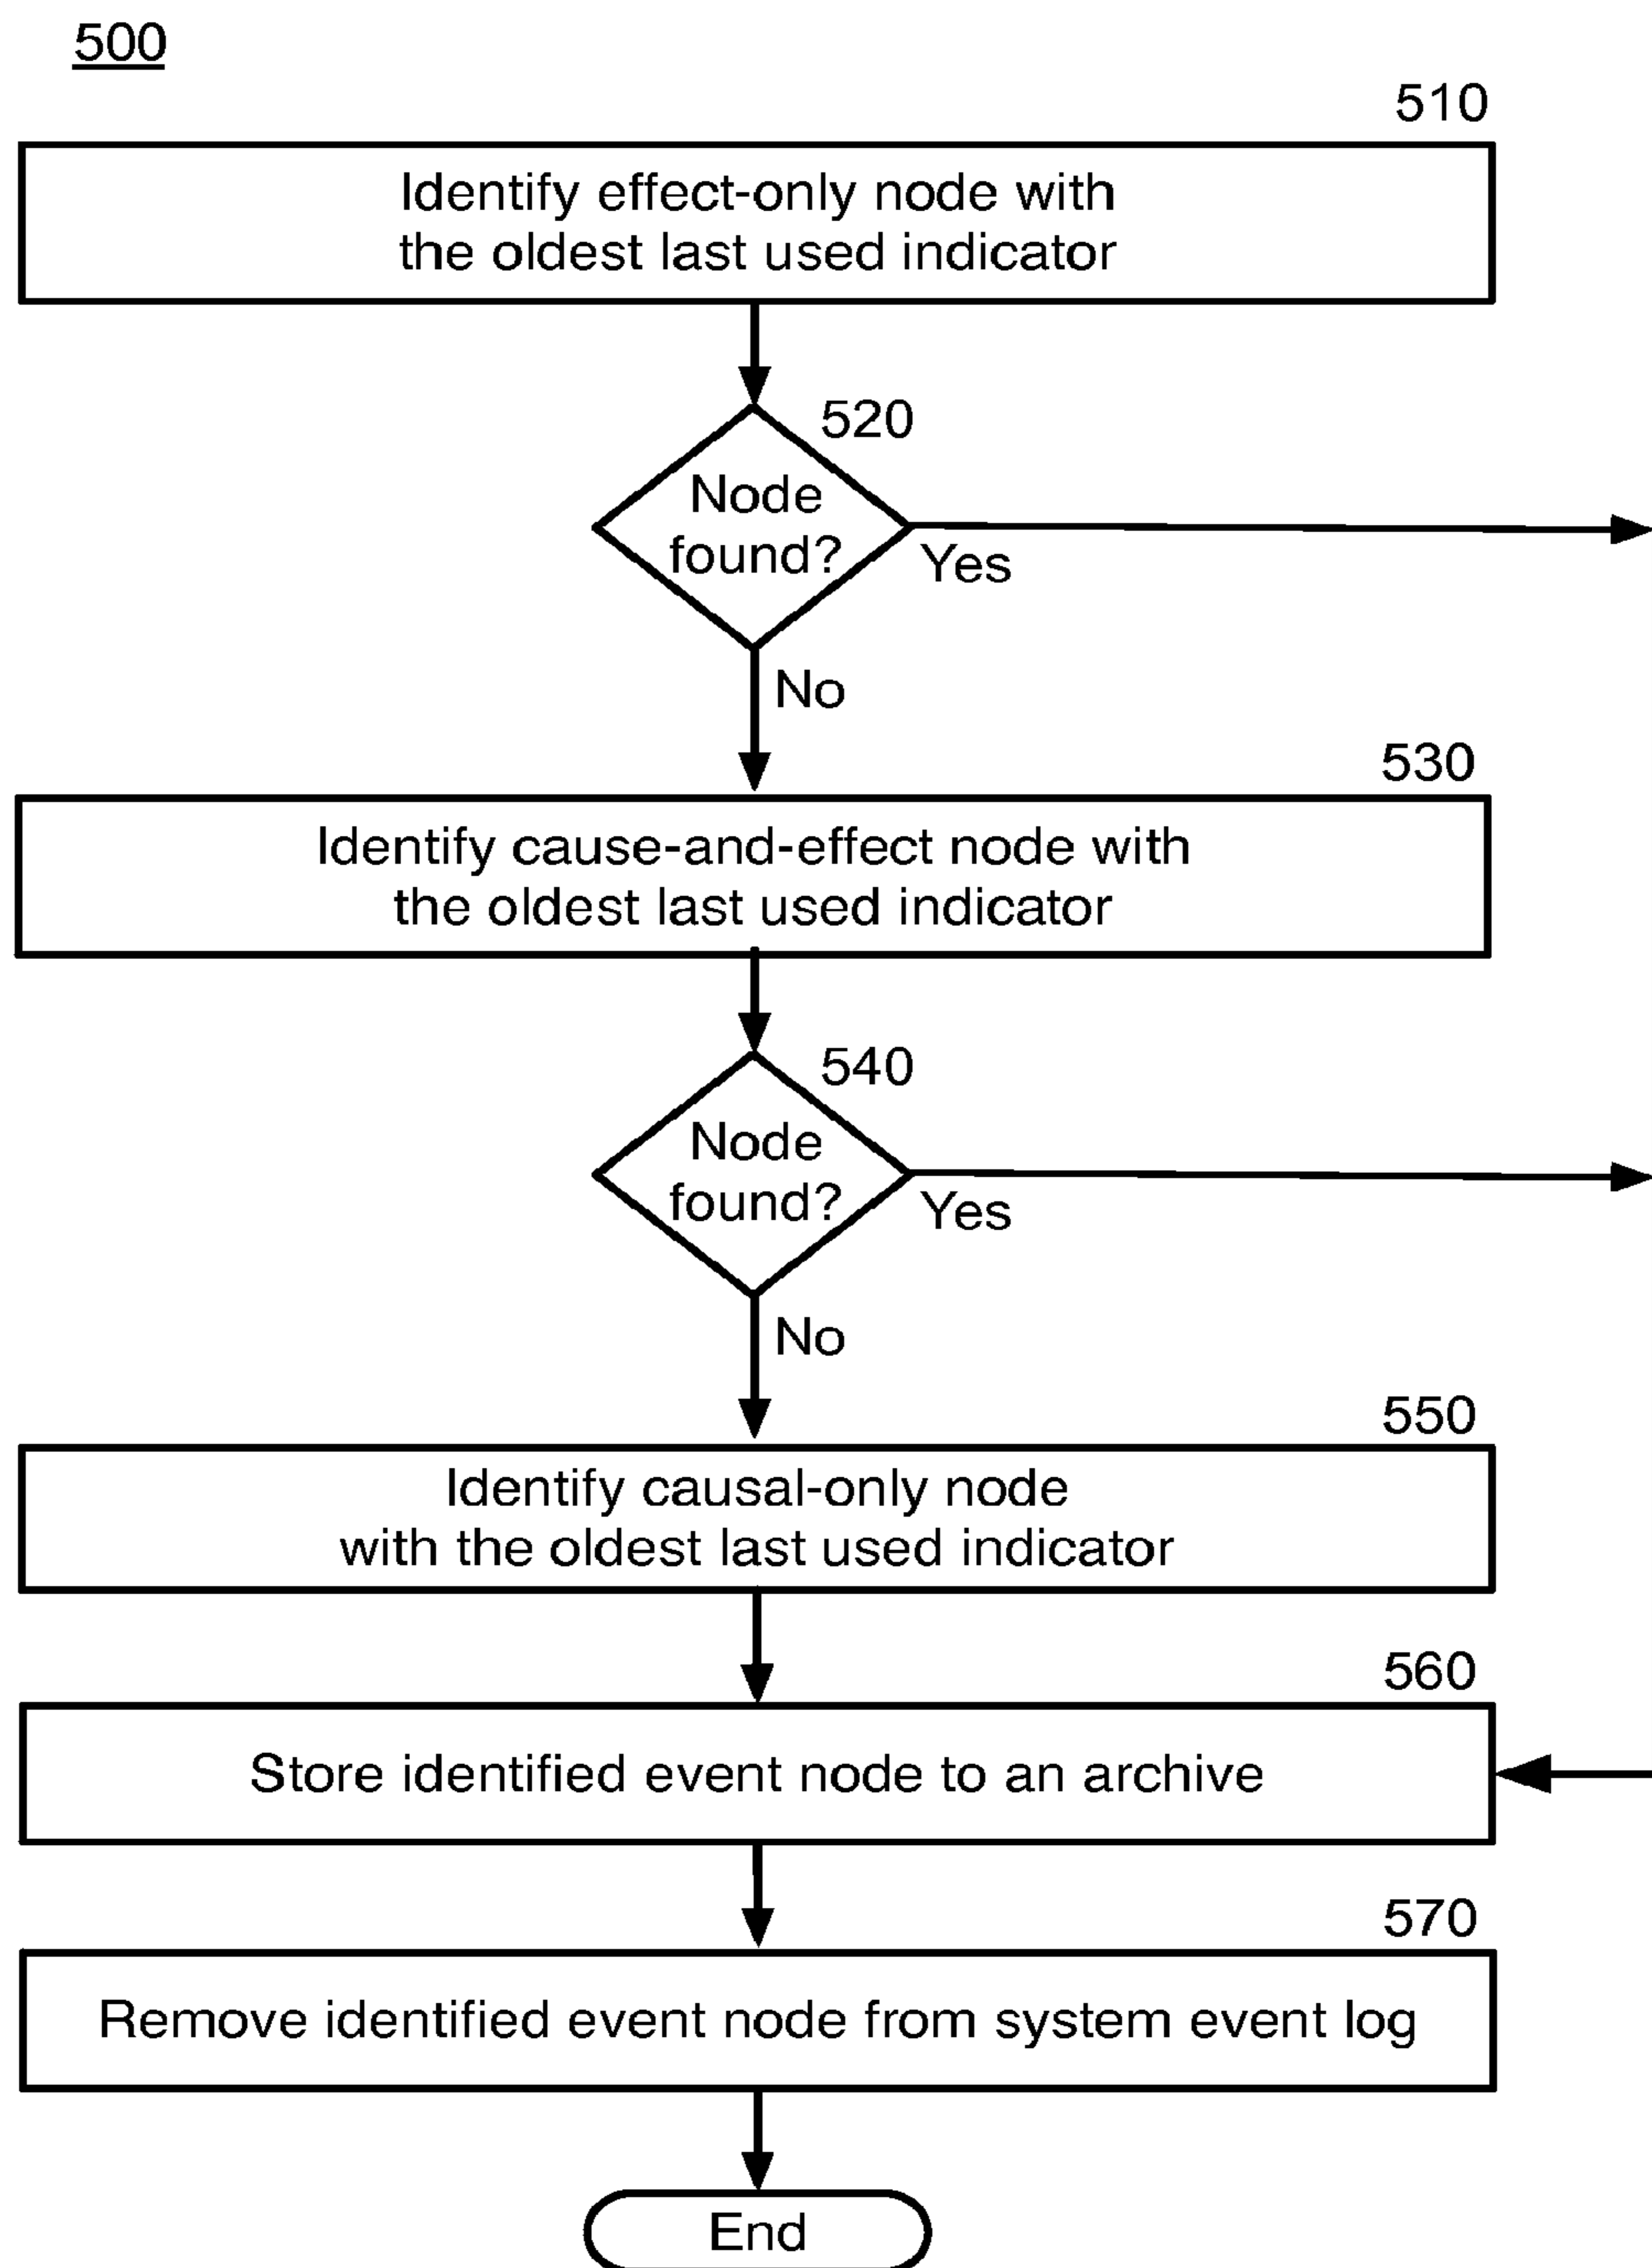 500
510
Identify effect-only node with
the oldest last used indicator
520
Node
found?
Yes
No
530
Identify cause-and-effect node with
the oldest last used indicator
540
Node
found?
Yes
No
550
Identify causal-only node
with the oldest last used indicator
560
Store identified event node to an archive
570
Remove identified event node from system event log
End